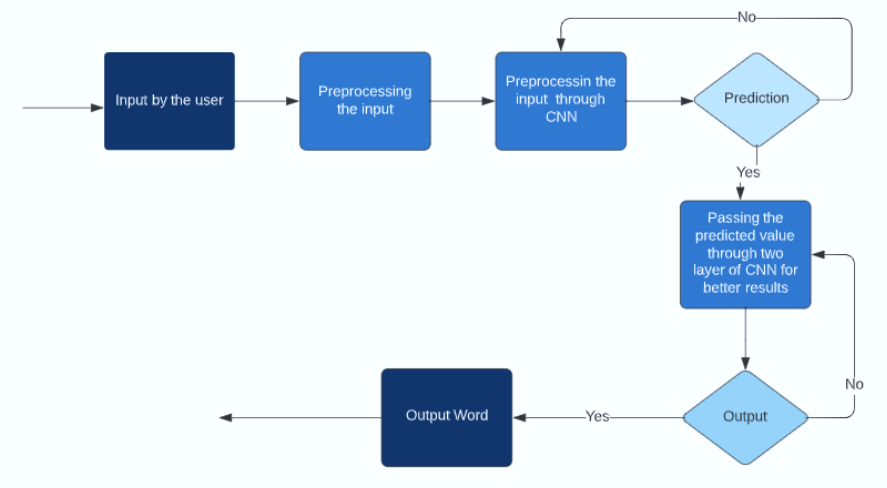 No
Input by the user
Preprocessing
the input
Preprocessin the
input through
CNN
Prediction
Yes
Passing the
predicted value
through two
layer of CNN for
better results
No
Output Word
Yes
Output